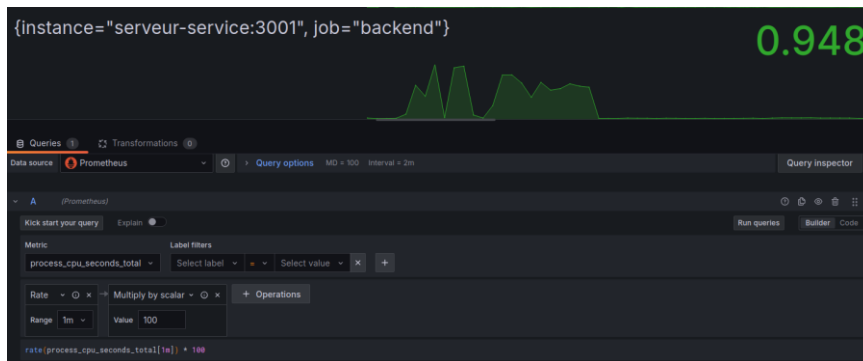 {instance="serveur-service:3001", job="backend"} 0.948
Queries 1 Transformations 0
Data source Prometheus Query options MD = 100 Interval = 2m Query inspector
A (Prometheus)
Kick start your query Explain Run queries Builder Code
Metric Label filters
process_cpu_seconds_total Select label = Select value × +
Rate × Multiply by scalar × + Operations
Range 1m Value 100
rate(process_cpu_seconds_total[1m]) * 100